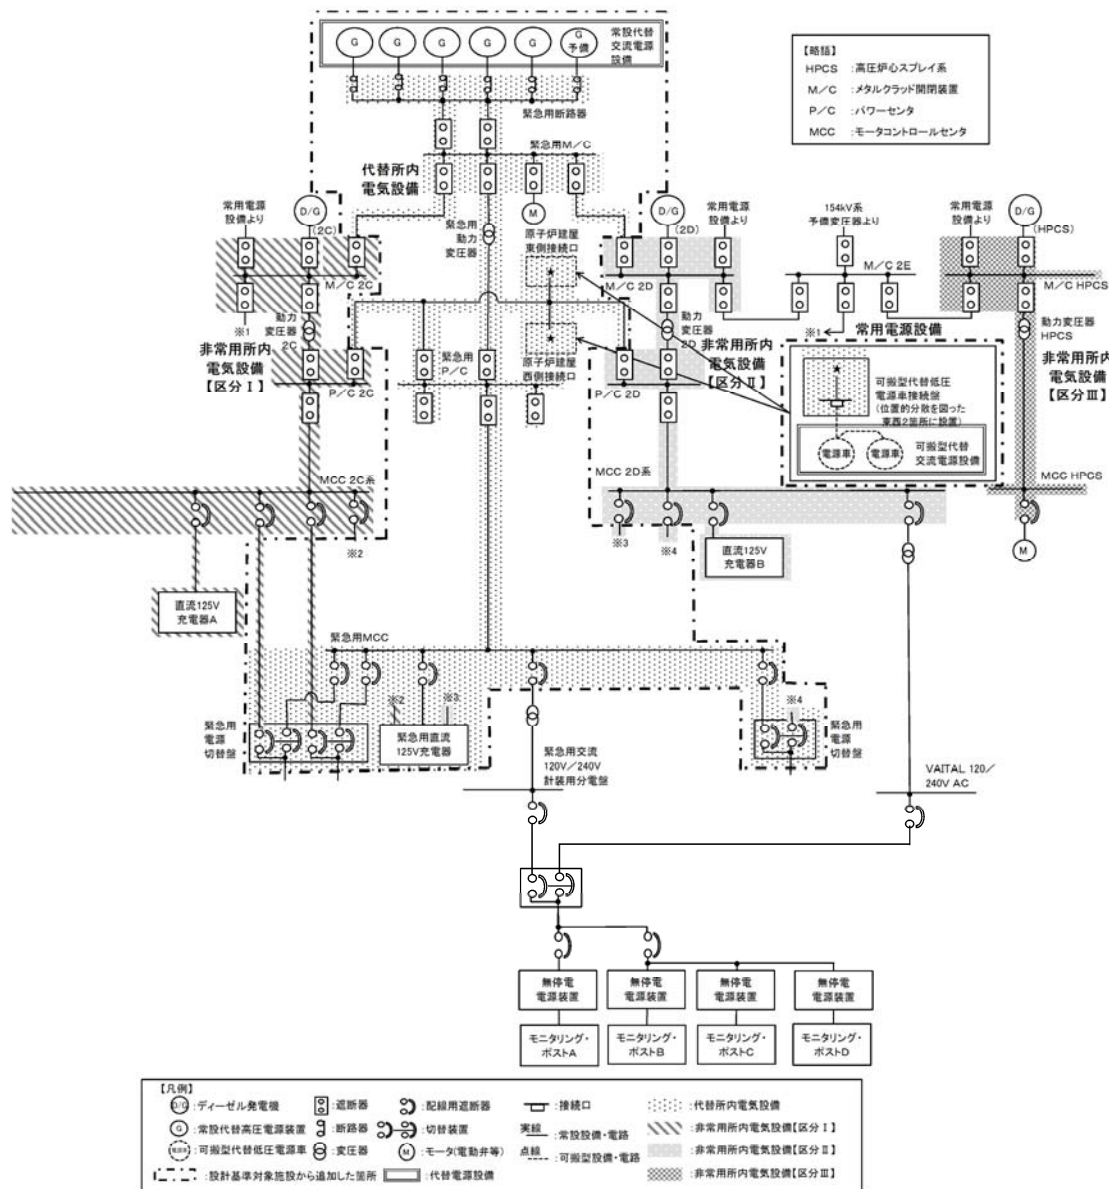 G
G
G
G
G
G
予備
常設代替
交流電源
設備
【略語】
HPCS :高圧炉心スプレイ系
M/C :メタルクラッド開閉装置
P/C :パワーセンタ
MCC :モータコントロールセンタ
緊急用断路器
緊急用M/C
代替所内
電気設備
常用電源
設備より
D/G
(2C)
緊急用
動力
変圧器
M
原子炉建屋
東側接続口
D/G
(2D)
常用電源
設備より
154kV系
予備変圧器より
常用電源
設備より
D/G
(HPCS)
M/C 2C
M/C 2D
M/C 2E
M/C HPCS
※1
動力
変圧器
2C
動力
変圧器
2D
※1
常用電源設備
動力変圧器
HPCS
非常用所内
電気設備
【区分Ⅰ】
緊急用
P/C
原子炉建屋
西側接続口
非常用所内
電気設備
【区分Ⅱ】
非常用所内
電気設備
【区分Ⅲ】
P/C 2C
P/C 2D
可搬型代替低圧
電源車接続盤
(位置的分散を図った
東西2箇所に設置)
電源車
電源車
可搬型代替
交流電源設備
MCC 2C系
MCC 2D系
MCC HPCS
※2
※3
※4
直流125V
充電器B
M
直流125V
充電器A
緊急用MCC
緊急用
電源
切替盤
※2
※3
緊急用直流
125V充電器
※4
緊急用
電源
切替盤
緊急用交流
120V/240V
計装用分電盤
VAITAL 120/
240V AC
無停電
電源装置
無停電
電源装置
無停電
電源装置
無停電
電源装置
モニタリング・
ポストA
モニタリング・
ポストB
モニタリング・
ポストC
モニタリング・
ポストD
【凡例】
D/G :ディーゼル発電機 :遮断器 :配線用遮断器 :接続口 :代替所内電気設備
G :常設代替高圧電源装置 :断路器 :切替装置 実線 :常設設備・電路 :非常用所内電気設備【区分Ⅰ】
電源車 :可搬型代替低圧電源車 :変圧器 M :モータ(電動弁等) 点線 :可搬型設備・電路 :非常用所内電気設備【区分Ⅱ】
:設計基準対象施設から追加した箇所 :代替電源設備 :非常用所内電気設備【区分Ⅲ】